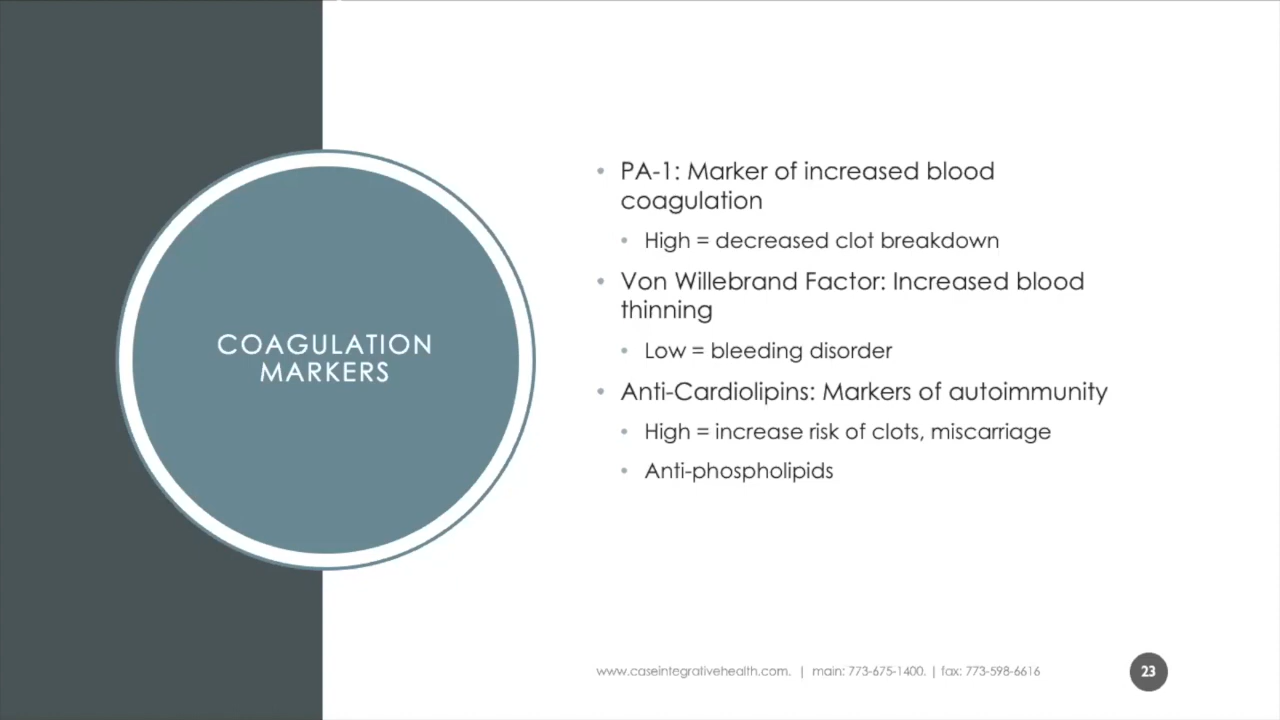 COAGULATION
MARKERS
• PA-1: Marker of increased blood
coagulation
• High = decreased clot breakdown
• Von Willebrand Factor: Increased blood
thinning
• Low = bleeding disorder
• Anti-Cardiolipins: Markers of autoimmunity
• High = increase risk of clots, miscarriage
• Anti-phospholipids
www.caseintegrativehealth.com. | main: 773-675-1400. | fax: 773-598-6616
23